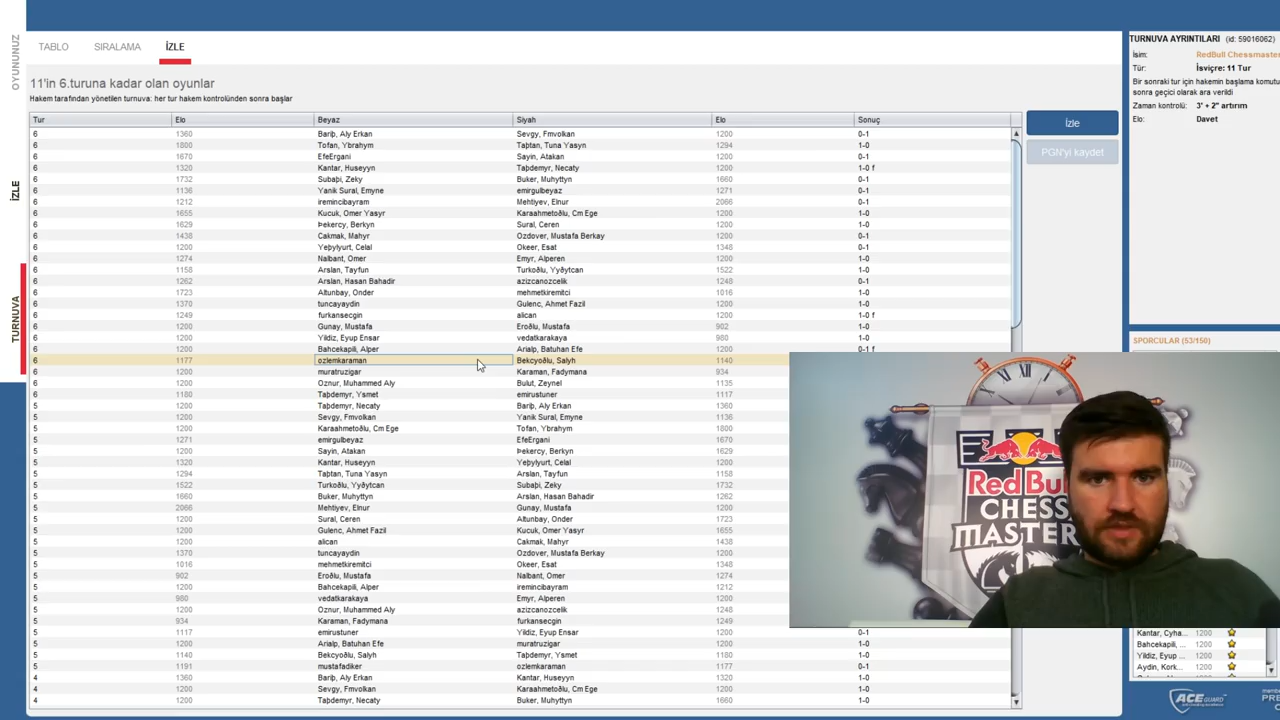 TABLO SIRALAMA İZLE
OYUNUNUZ
İZLE
TURNUVA
11'in 6.turuna kadar olan oyunlar
Hakem tarafından yönetilen turnuva: her tur hakem kontrolünden sonra başlar
Tur Elo Beyaz Siyah Elo Sonuç
6 1360 Bariþ, Aly Erkan Sevgy, Fmvolkan 1200 0-1
6 1800 Tofan, Ybrahym Taþtan, Tuna Yasyn 1294 1-0
6 1670 EfeErgani Sayin, Atakan 1200 0-1
6 1320 Kantar, Huseyyn Taþdemyr, Necaty 1200 1-0 f
6 1732 Subaþi, Zeky Buker, Muhyttyn 1660 0-1
6 1136 Yanik Sural, Emyne emirgulbeyaz 1271 0-1
6 1212 iremincibayram Mehtiyev, Elnur 2066 0-1
6 1655 Kucuk, Omer Yasyr Karaahmetoðlu, Cm Ege 1200 1-0
6 1629 Þekercy, Berkyn Sural, Ceren 1200 1-0
6 1438 Cakmak, Mahyr Ozdover, Mustafa Berkay 1200 0-1
6 1200 Yeþylyurt, Celal Okeer, Esat 1348 0-1
6 1274 Nalbant, Omer Emyr, Alperen 1200 1-0
6 1158 Arslan, Tayfun Turkoðlu, Yyðytcan 1522 1-0
6 1262 Arslan, Hasan Bahadir azizcanozcelik 1248 0-1
6 1723 Altunbay, Onder mehmetkiremitci 1016 1-0
6 1370 tuncayaydin Gulenc, Ahmet Fazil 1200 1-0
6 1249 furkansecgin alican 1200 1-0 f
6 1200 Gunay, Mustafa Eroðlu, Mustafa 902 1-0
6 1200 Yildiz, Eyup Ensar vedatkarakaya 980 1-0
6 1200 Bahcekapili, Alper Arialp, Batuhan Efe 1200 0-1 f
6 1177 ozlemkaraman Bekcyoðlu, Salyh 1140
6 1200 muratruzigar Karaman, Fadymana 934
6 1200 Oznur, Muhammed Aly Bulut, Zeynel 1135
6 1180 Taþdemyr, Ysmet emirustuner 1117
5 1200 Taþdemyr, Necaty Bariþ, Aly Erkan 1360
5 1200 Sevgy, Fmvolkan Yanik Sural, Emyne 1136
5 1200 Karaahmetoðlu, Cm Ege Tofan, Ybrahym 1800
5 1271 emirgulbeyaz EfeErgani 1670
5 1200 Sayin, Atakan Þekercy, Berkyn 1629
5 1320 Kantar, Huseyyn Yeþylyurt, Celal 1200
5 1294 Taþtan, Tuna Yasyn Arslan, Tayfun 1158
5 1522 Turkoðlu, Yyðytcan Subaþi, Zeky 1732
5 1660 Buker, Muhyttyn Arslan, Hasan Bahadir 1262
5 2066 Mehtiyev, Elnur Gunay, Mustafa 1200
5 1200 Sural, Ceren Altunbay, Onder 1723
5 1200 Gulenc, Ahmet Fazil Kucuk, Omer Yasyr 1655
5 1200 alican Cakmak, Mahyr 1438
5 1370 tuncayaydin Ozdover, Mustafa Berkay 1200
5 1016 mehmetkiremitci Okeer, Esat 1348
5 902 Eroðlu, Mustafa Nalbant, Omer 1274
5 1200 Bahcekapili, Alper iremincibayram 1212
5 980 vedatkarakaya Emyr, Alperen 1200
5 1200 Oznur, Muhammed Aly azizcanozcelik 1248
5 934 Karaman, Fadymana furkansecgin 1249
5 1117 emirustuner Yildiz, Eyup Ensar 1200 0-1
5 1200 Arialp, Batuhan Efe muratruzigar 1200 1-0
5 1140 Bekcyoðlu, Salyh Taþdemyr, Ysmet 1180 1-0
5 1191 mustafadiker ozlemkaraman 1177 0-1
4 1360 Bariþ, Aly Erkan Kantar, Huseyyn 1320 1-0
4 1200 Sevgy, Fmvolkan Karaahmetoðlu, Cm Ege 1200 1-0
4 1200 Taþdemyr, Necaty Buker, Muhyttyn 1660 1-0
İzle
PGN'yi kaydet
TURNUVA AYRINTILARI (id: 59016062)
İsim: RedBull Chessmaster
Tür: İsviçre: 11 Tur
Bir sonraki tur için hakemin başlama komutu
sonra geçici olarak ara verildi
Zaman kontrolü: 3' + 2" artırım
Elo: Davet
SPORCULAR (53/150)
Red Bul
CHESS
MASTER
Kantar, Cyha... 1200
Bahcekapili, ... 1200
Yildiz, Eyup ... 1200
Aydin, Kork... 1200
ACE GUARD